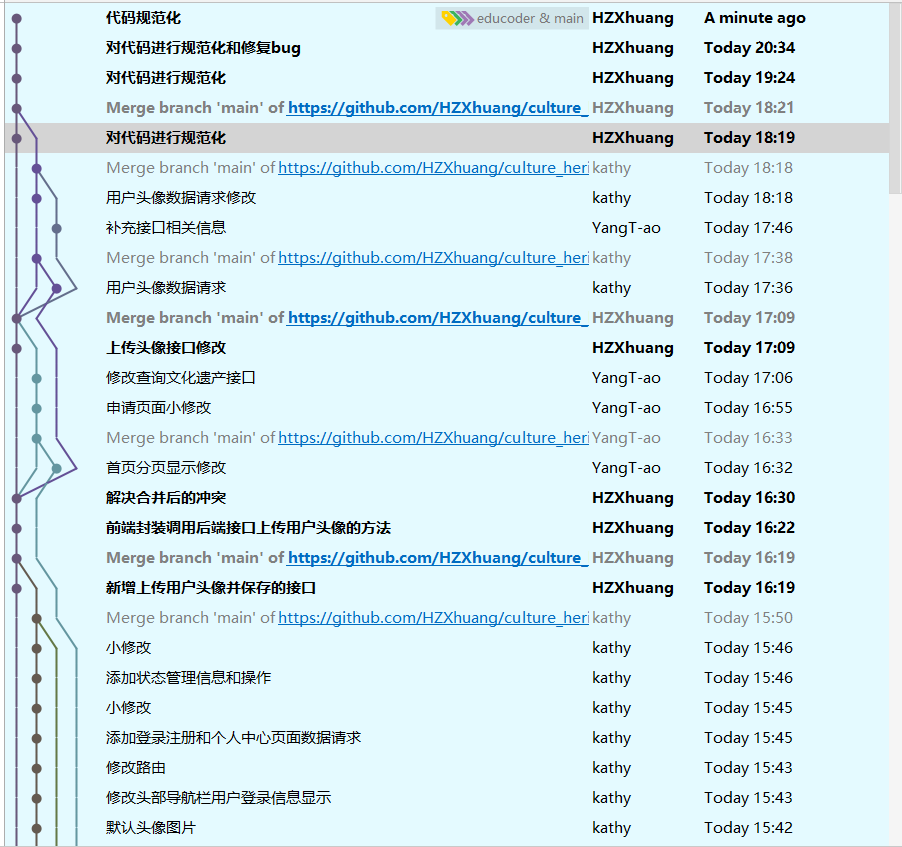 代码规范化 educoder & main HZXhuang A minute ago
对代码进行规范化和修复bug HZXhuang Today 20:34
对代码进行规范化 HZXhuang Today 19:24
Merge branch 'main' of https://github.com/HZXhuang/culture_ HZXhuang Today 18:21
对代码进行规范化 HZXhuang Today 18:19
Merge branch 'main' of https://github.com/HZXhuang/culture_heri kathy Today 18:18
用户头像数据请求修改 kathy Today 18:18
补充接口相关信息 YangT-ao Today 17:46
Merge branch 'main' of https://github.com/HZXhuang/culture_heri kathy Today 17:38
用户头像数据请求 kathy Today 17:36
Merge branch 'main' of https://github.com/HZXhuang/culture_ HZXhuang Today 17:09
上传头像接口修改 HZXhuang Today 17:09
修改查询文化遗产接口 YangT-ao Today 17:06
申请页面小修改 YangT-ao Today 16:55
Merge branch 'main' of https://github.com/HZXhuang/culture_heri YangT-ao Today 16:33
首页分页显示修改 YangT-ao Today 16:32
解决合并后的冲突 HZXhuang Today 16:30
前端封装调用后端接口上传用户头像的方法 HZXhuang Today 16:22
Merge branch 'main' of https://github.com/HZXhuang/culture_ HZXhuang Today 16:19
新增上传用户头像并保存的接口 HZXhuang Today 16:19
Merge branch 'main' of https://github.com/HZXhuang/culture_heri kathy Today 15:50
小修改 kathy Today 15:46
添加状态管理信息和操作 kathy Today 15:46
小修改 kathy Today 15:45
添加登录注册和个人中心页面数据请求 kathy Today 15:45
修改路由 kathy Today 15:43
修改头部导航栏用户登录信息显示 kathy Today 15:43
默认头像图片 kathy Today 15:42